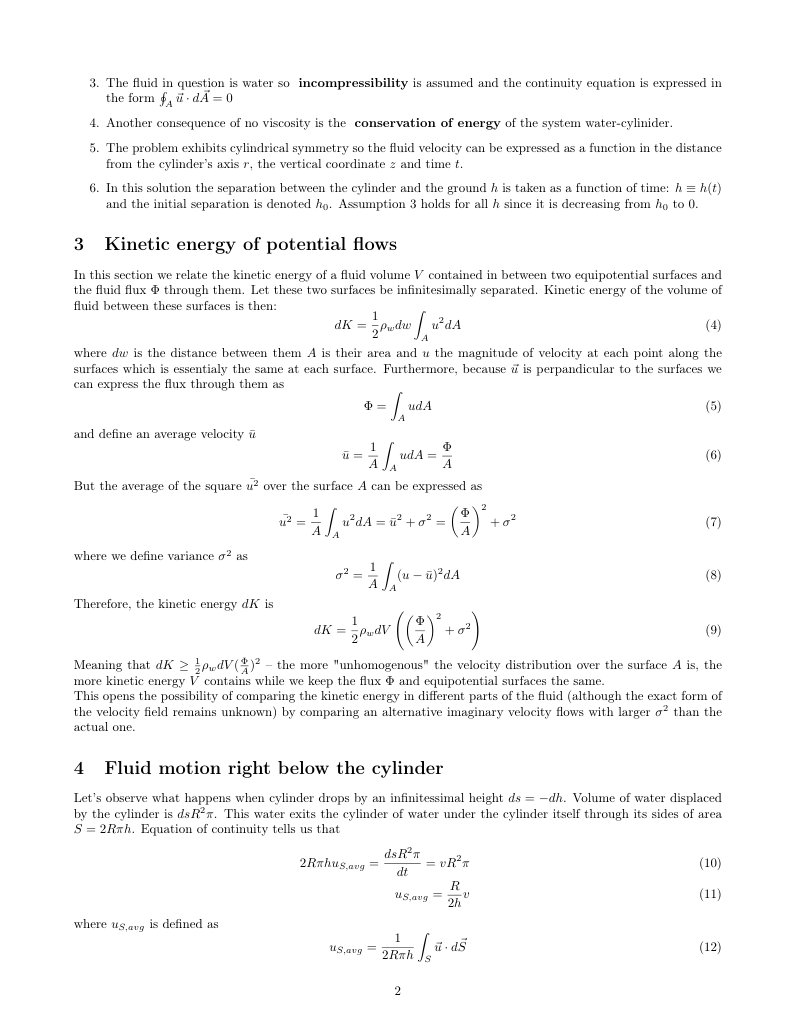 3. The fluid in question is water so incompressibility is assumed and the continuity equation is expressed in
the form ∮_A u⃗ · dA⃗ = 0
4. Another consequence of no viscosity is the conservation of energy of the system water-cylinider.
5. The problem exhibits cylindrical symmetry so the fluid velocity can be expressed as a function in the distance
from the cylinder's axis r, the vertical coordinate z and time t.
6. In this solution the separation between the cylinder and the ground h is taken as a function of time: h ≡ h(t)
and the initial separation is denoted h₀. Assumption 3 holds for all h since it is decreasing from h₀ to 0.
3 Kinetic energy of potential flows
In this section we relate the kinetic energy of a fluid volume V contained in between two equipotential surfaces and
the fluid flux Φ through them. Let these two surfaces be infinitesimally separated. Kinetic energy of the volume of
fluid between these surfaces is then:
dK = 1/2 ρ_w dw ∫_A u² dA (4)
where dw is the distance between them A is their area and u the magnitude of velocity at each point along the
surfaces which is essentialy the same at each surface. Furthermore, because u⃗ is perpandicular to the surfaces we
can express the flux through them as
Φ = ∫_A udA (5)
and define an average velocity ū
ū = 1/A ∫_A udA = Φ/A (6)
But the average of the square ū² over the surface A can be expressed as
ū² = 1/A ∫_A u² dA = ū² + σ² = (Φ/A)² + σ² (7)
where we define variance σ² as
σ² = 1/A ∫_A (u − ū)² dA (8)
Therefore, the kinetic energy dK is
dK = 1/2 ρ_w dV ((Φ/A)² + σ²) (9)
Meaning that dK ≥ 1/2 ρ_w dV(Φ/A)² – the more "unhomogenous" the velocity distribution over the surface A is, the
more kinetic energy V contains while we keep the flux Φ and equipotential surfaces the same.
This opens the possibility of comparing the kinetic energy in different parts of the fluid (although the exact form of
the velocity field remains unknown) by comparing an alternative imaginary velocity flows with larger σ² than the
actual one.
4 Fluid motion right below the cylinder
Let's observe what happens when cylinder drops by an infinitessimal height ds = −dh. Volume of water displaced
by the cylinder is dsR²π. This water exits the cylinder of water under the cylinder itself through its sides of area
S = 2Rπh. Equation of continuity tells us that
2Rπhu_{S,avg} = dsR²π/dt = vR²π (10)
u_{S,avg} = R/2h v (11)
where u_{S,avg} is defined as
u_{S,avg} = 1/2Rπh ∫_S u⃗ · dS⃗ (12)
2